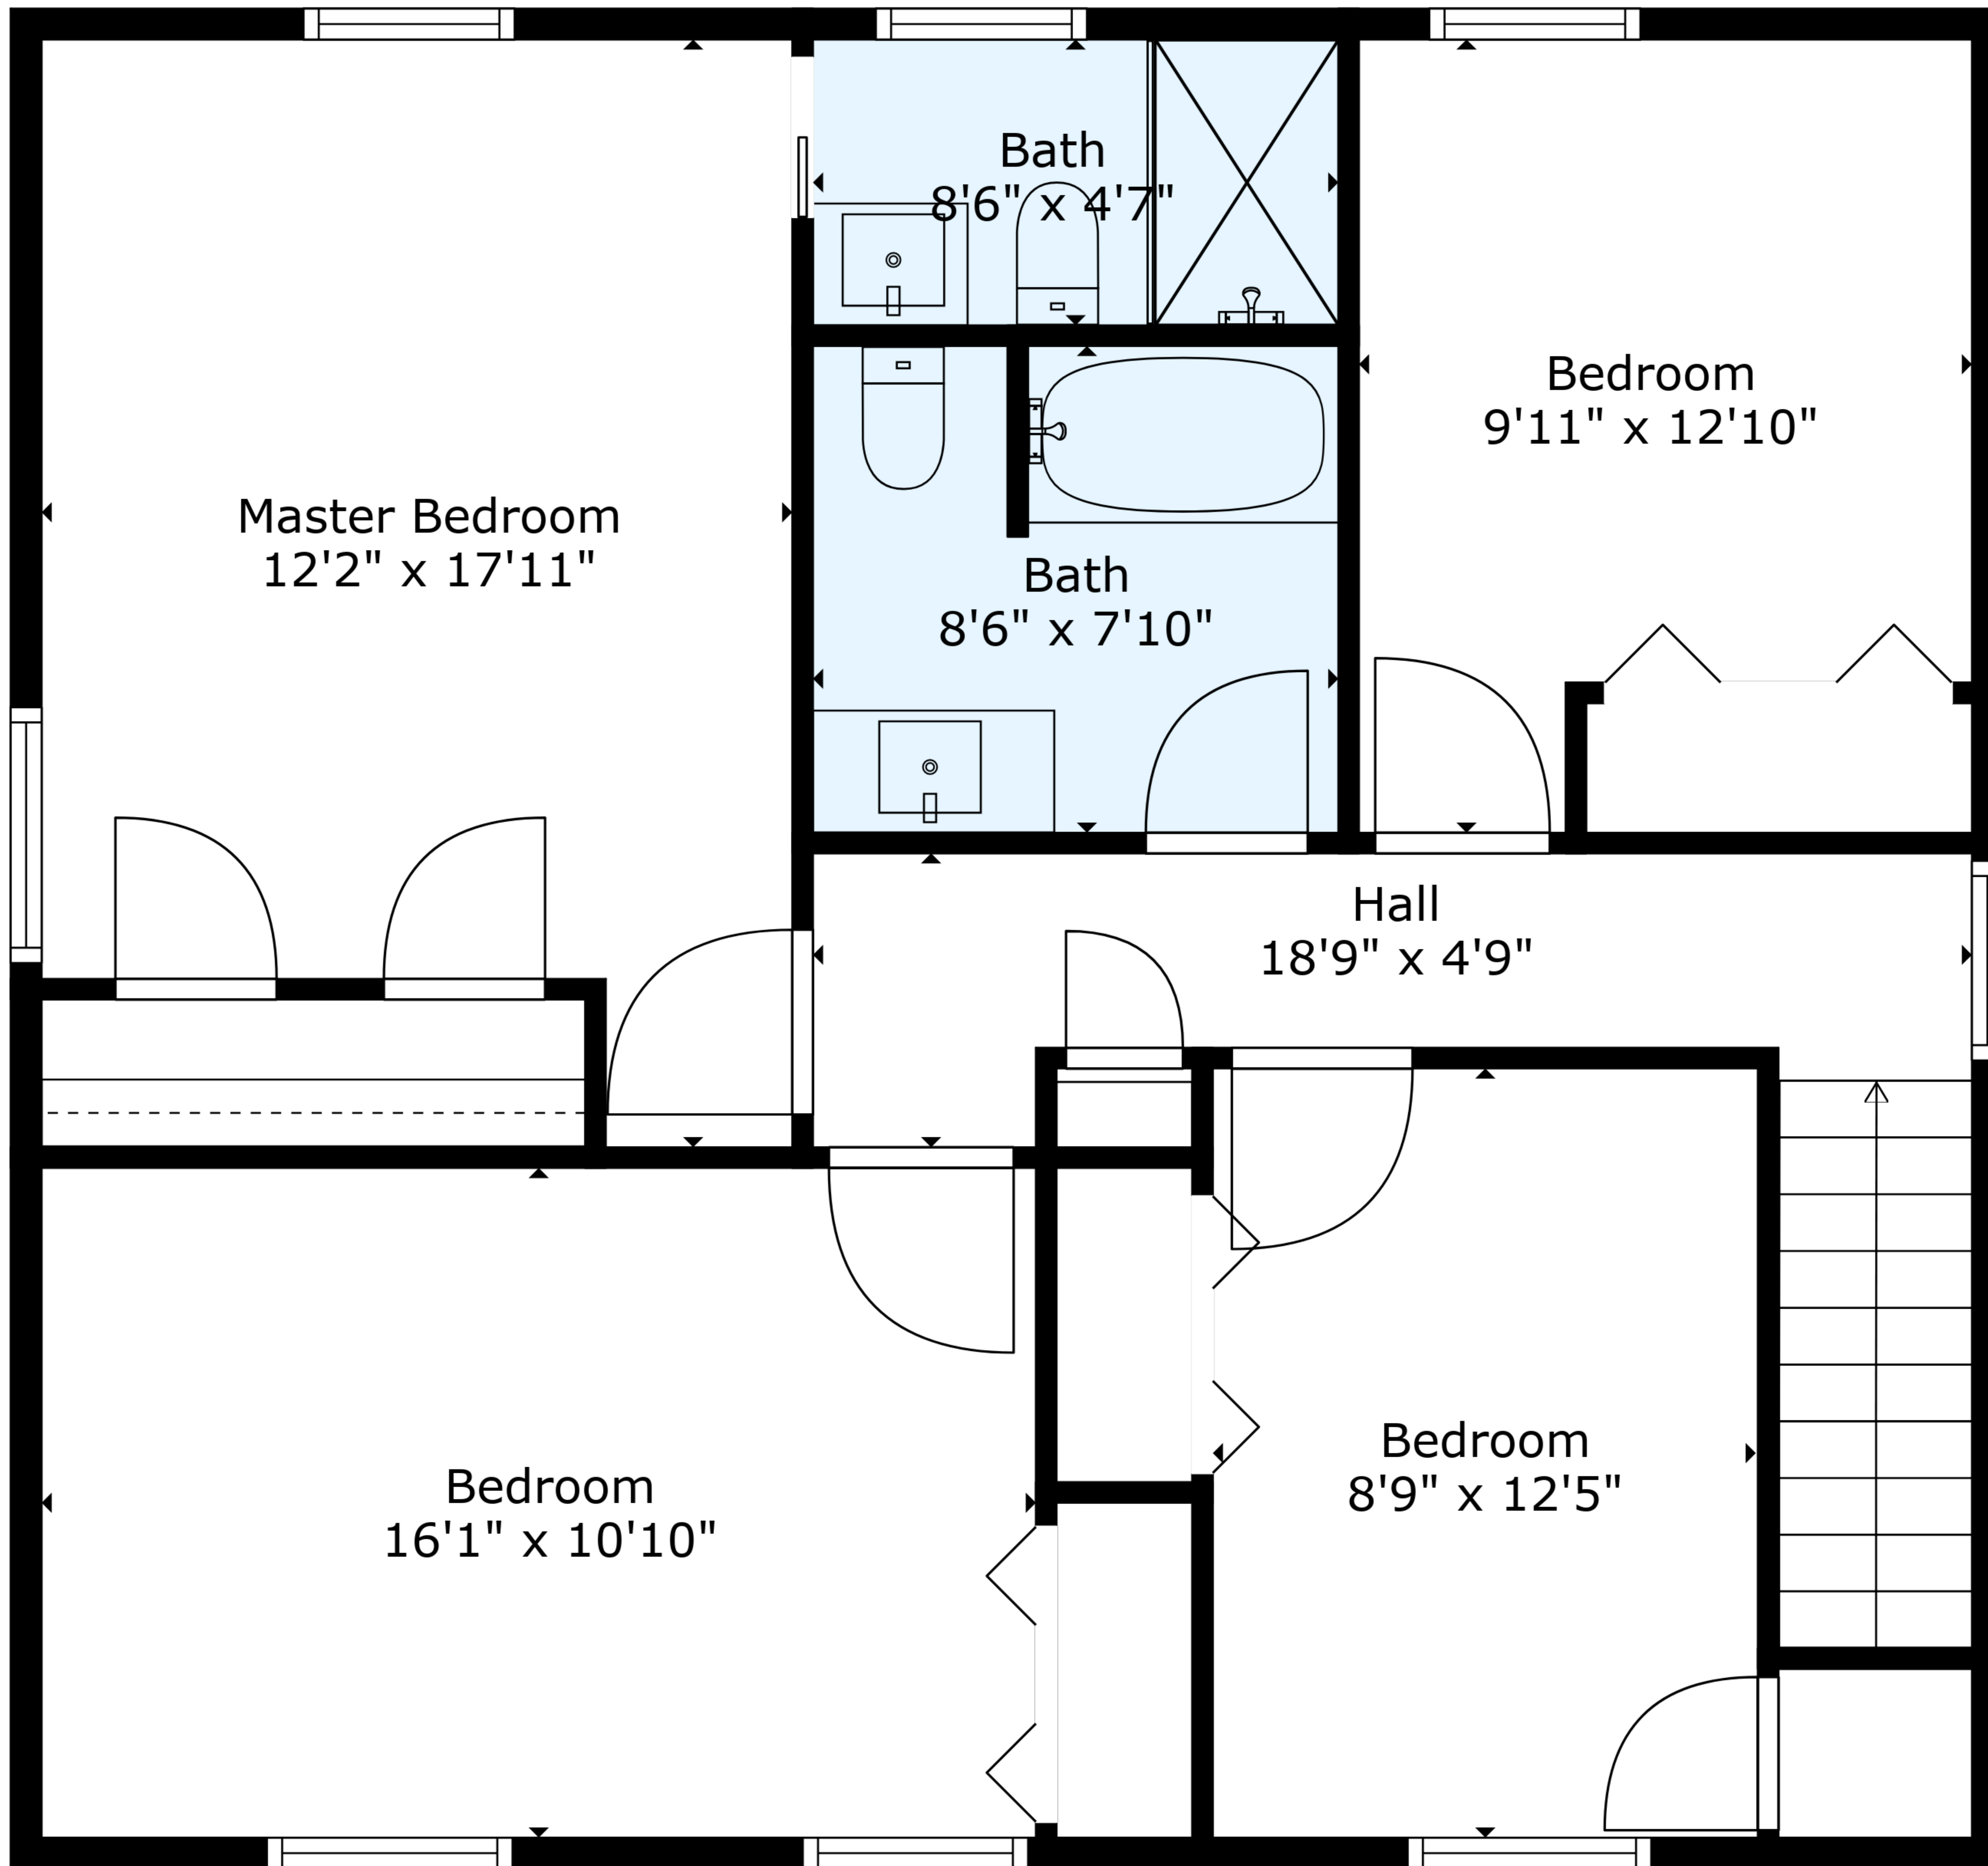 Bath
8'6" x 4'7"
Bedroom
9'11" x 12'10"
Master Bedroom
12'2" x 17'11"
Bath
8'6" x 7'10"
Hall
18'9" x 4'9"
Bedroom
8'9" x 12'5"
Bedroom
16'1" x 10'10"